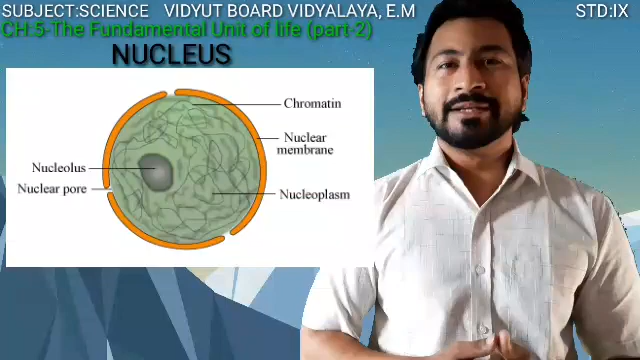 SUBJECT:SCIENCE VIDYUT BOARD VIDYALAYA, E.M STD:IX
CH:5-The Fundamental Unit of life (part-2)
NUCLEUS
Chromatin
Nuclear
membrane
Nucleolus
Nuclear pore
Nucleoplasm